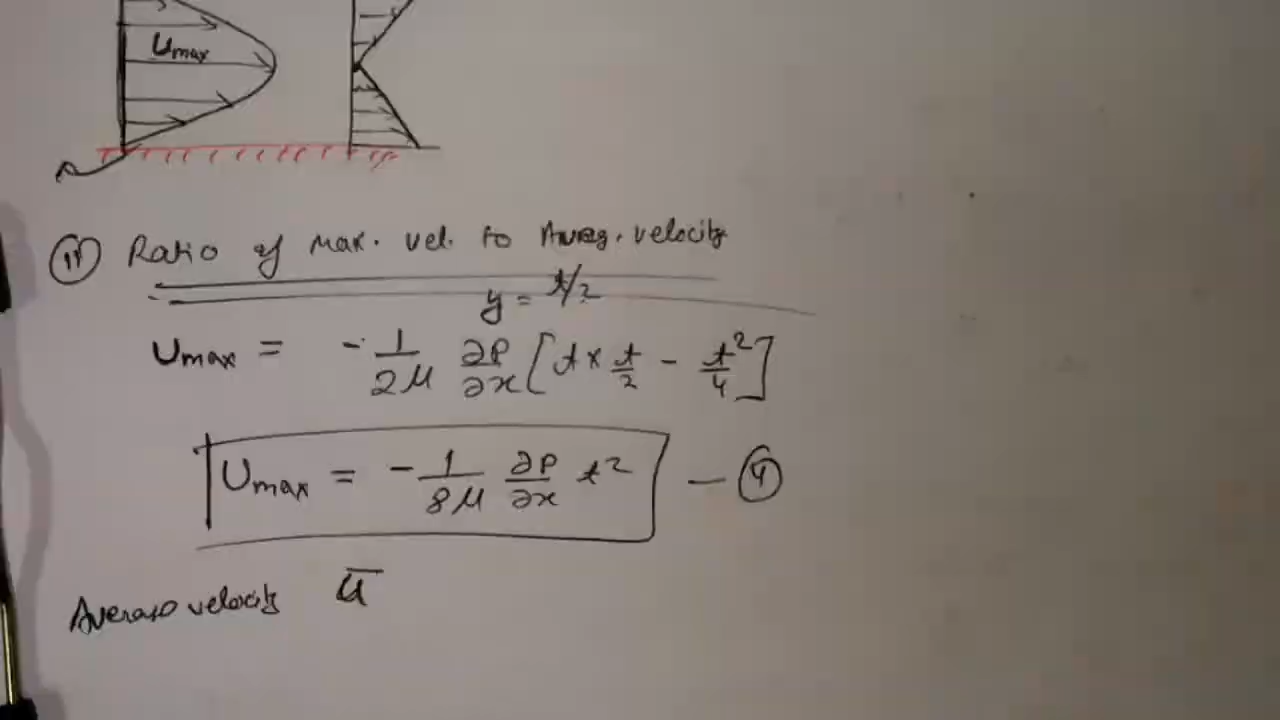 Umax
(ii) Ratio of Max. vel. to Averg. velocity
y = t/2
Umax = - 1/2μ ∂P/∂x [t × t/2 - t²/4]
Umax = - 1/8μ ∂P/∂x t² — (4)
Average velocity ū